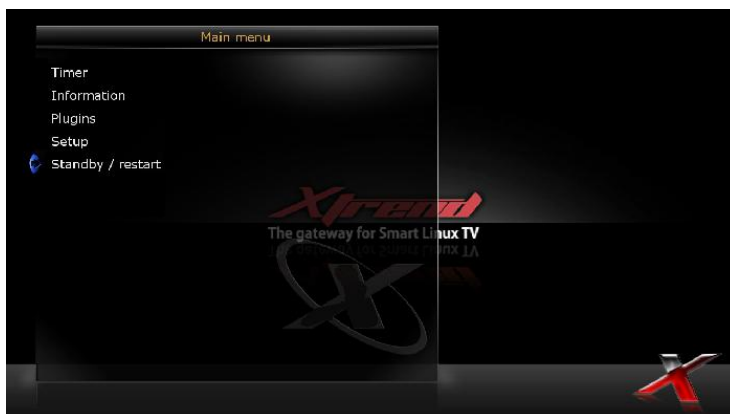 Main menu
Timer
Information
Plugins
Setup
Standby / restart
Xtrend
The gateway for Smart Linux TV